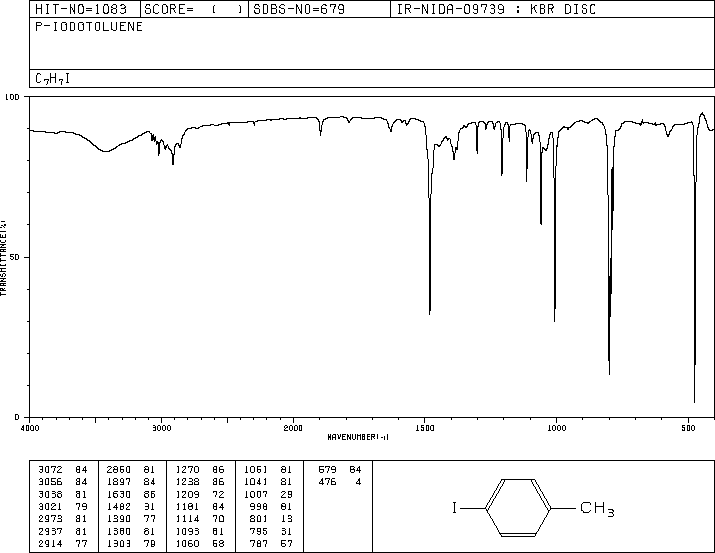 HIT-NO=1083 SCORE= ( ) SDBS-NO=679 IR-NIDA-09739 : KBR DISC
P-IODOTOLUENE
C7H7I
100
50
0
TRANSMITTANCE(%)
4000 3000 2000 1500 1000 500
WAVENUMBER(-1)
3072 84 2860 81 1270 86 1061 81 679 84
3056 84 1897 84 1238 86 1041 81 476 4
3038 81 1630 86 1209 72 1007 29
3021 79 1482 31 1181 84 998 81
2973 81 1390 77 1114 70 801 13
2937 81 1380 81 1093 81 795 31
2914 77 1303 79 1060 58 787 57
I CH3